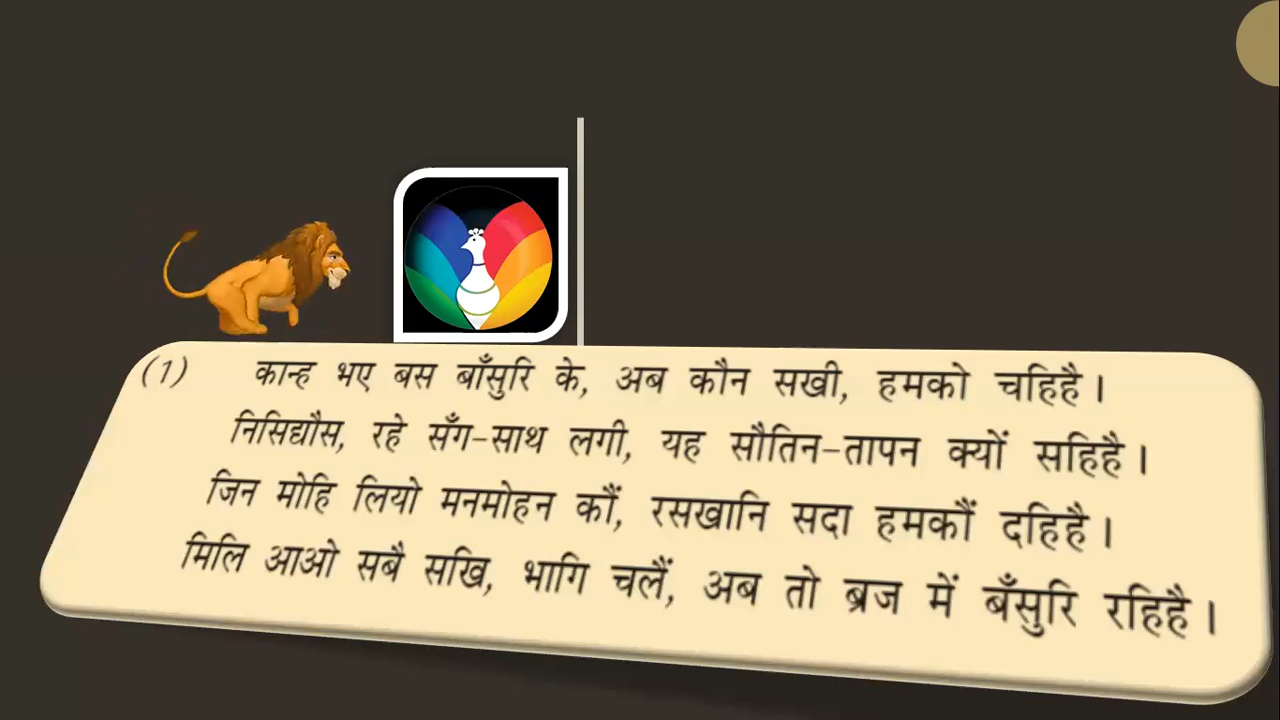 (1) कान्ह भए बस बाँसुरि के, अब कौन सखी, हमको चहिहै।
निसिद्यौस, रहे सँग-साथ लगी, यह सौतिन-तापन क्यों सहिहै।
जिन मोहि लियो मनमोहन कौं, रसखानि सदा हमकौं दहिहै।
मिलि आओ सबै सखि, भागि चलैं, अब तो ब्रज में बँसुरि रहिहै।